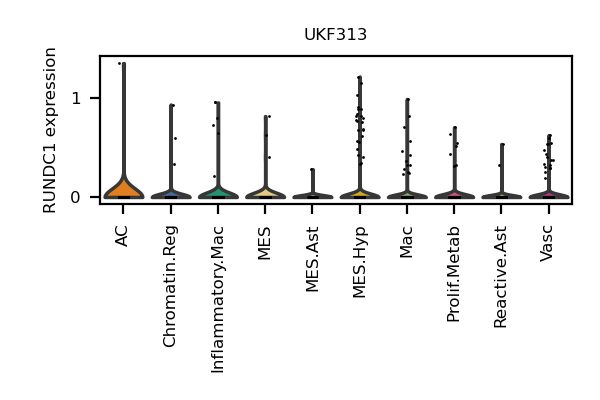 UKF313
RUNDC1 expression
1
0
AC
Chromatin.Reg
Inflammatory.Mac
MES
MES.Ast
MES.Hyp
Mac
Prolif.Metab
Reactive.Ast
Vasc